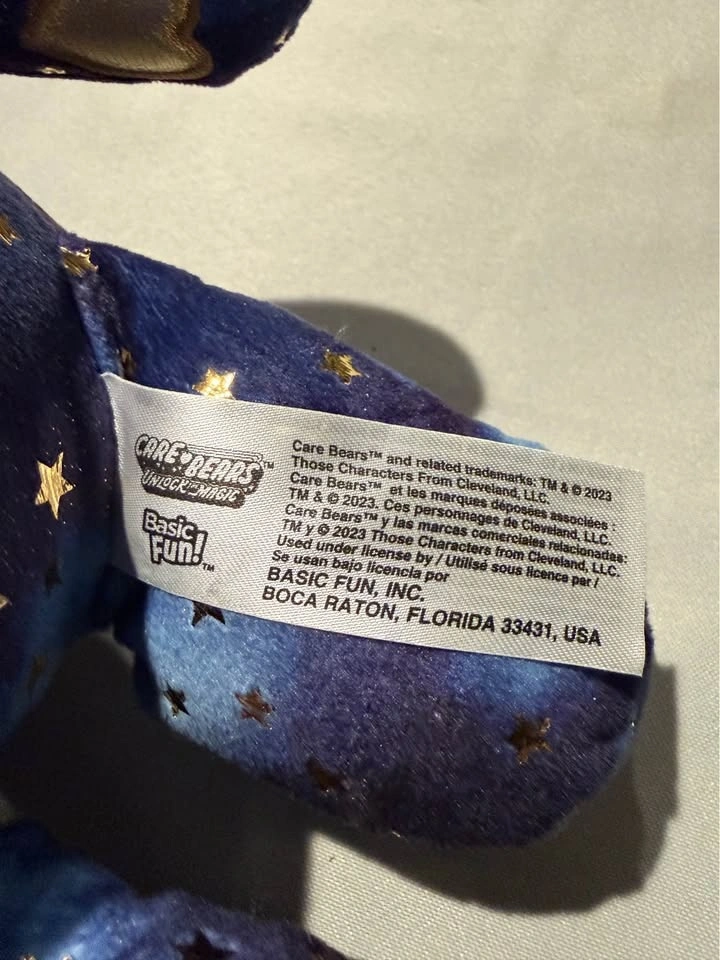 CARE BEARS™
UNLOCK THE MAGIC
Basic
Fun!™
Care Bears™ and related trademarks: TM & © 2023
Those Characters From Cleveland, LLC.
Care Bears™ et les marques déposées associées :
TM & © 2023. Ces personnages de Cleveland, LLC.
Care Bears™ y las marcas comerciales relacionadas:
TM y © 2023 Those Characters from Cleveland, LLC.
Used under license by / Utilisé sous licence par /
Se usan bajo licencia por
BASIC FUN, INC.
BOCA RATON, FLORIDA 33431, USA